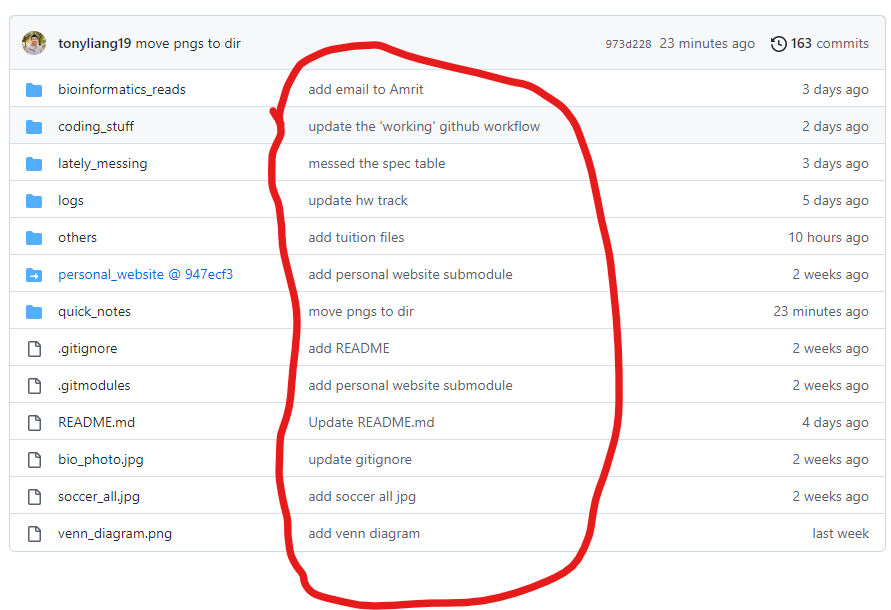 tonyliang19 move pngs to dir 973d228 23 minutes ago 163 commits
bioinformatics_reads add email to Amrit 3 days ago
coding_stuff update the 'working' github workflow 2 days ago
lately_messing messed the spec table 3 days ago
logs update hw track 5 days ago
others add tuition files 10 hours ago
personal_website @ 947ecf3 add personal website submodule 2 weeks ago
quick_notes move pngs to dir 23 minutes ago
.gitignore add README 2 weeks ago
.gitmodules add personal website submodule 2 weeks ago
README.md Update README.md 4 days ago
bio_photo.jpg update gitignore 2 weeks ago
soccer_all.jpg add soccer all jpg 2 weeks ago
venn_diagram.png add venn diagram last week